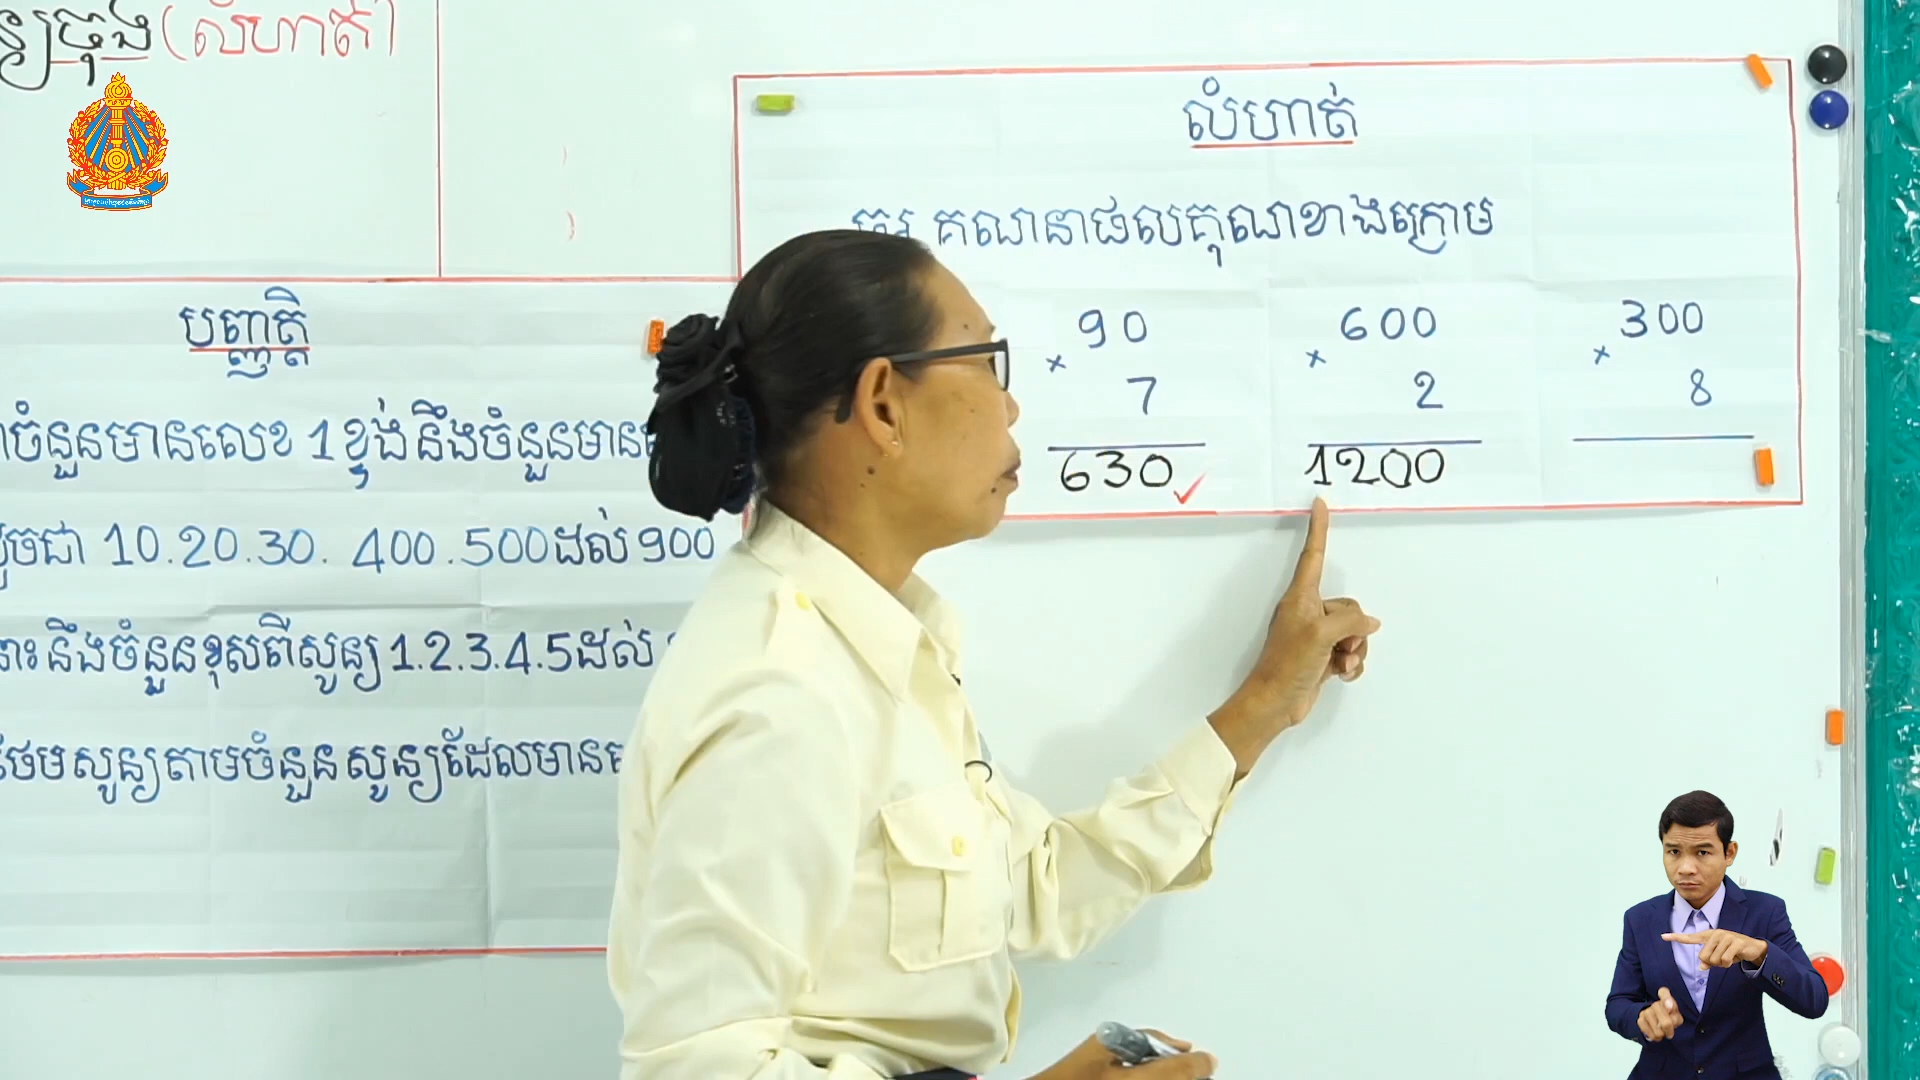 (លំហាត់)
លំហាត់
គណនាផលគុណខាងក្រោម
90
×
7
630 ✓
600
×
2
1200
300
×
8
បញ្ញត្តិ
ចំនួនមានលេខ 1 ខ្ទង់ នឹងចំនួនមាន
ដូចជា 10.20.30. 400.500 ដល់ 900
នឹងចំនួនខុសពីសូន្យ 1.2.3.4.5 ដល់
ថែមសូន្យតាមចំនួនសូន្យដែលមាន